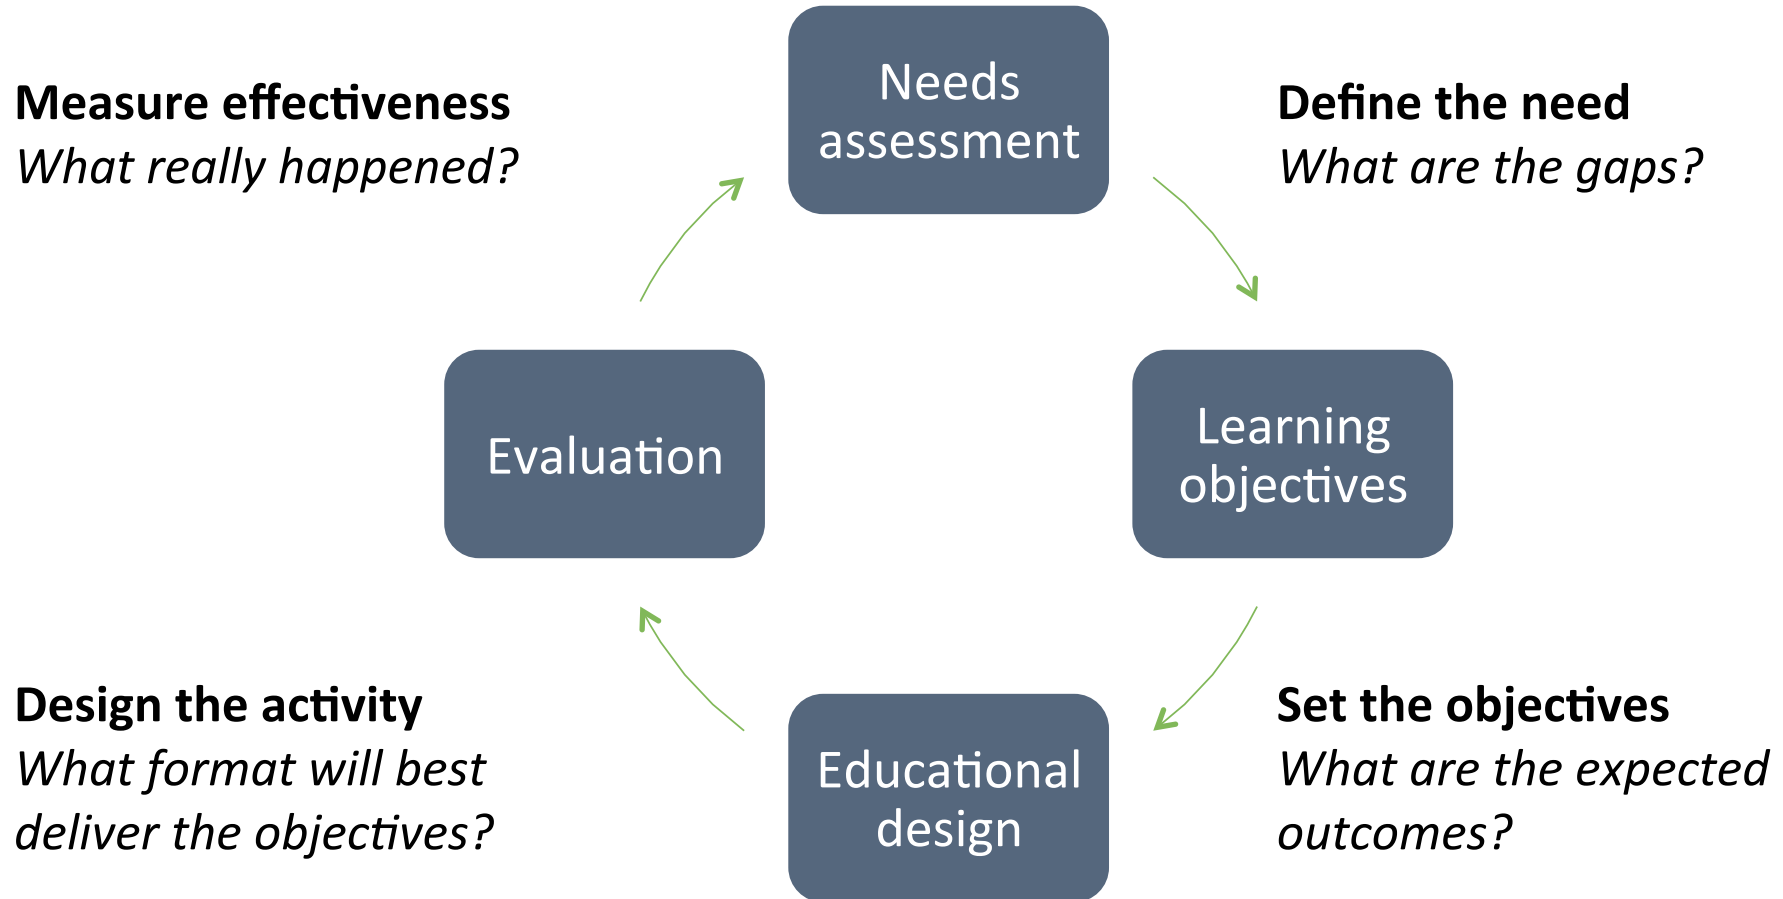 Needs
assessment
Define the need
What are the gaps?
Learning
objectives
Set the objectives
What are the expected
outcomes?
Educational
design
Design the activity
What format will best
deliver the objectives?
Evaluation
Measure effectiveness
What really happened?